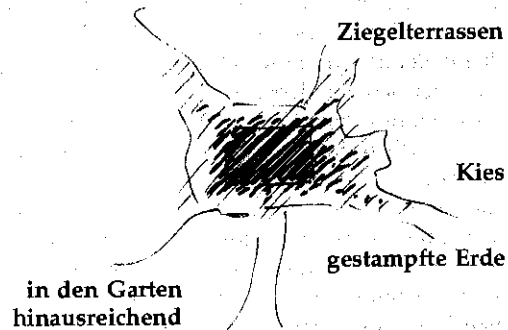 Ziegelterrassen
Kies
gestampfte Erde
in den Garten
hinausreichend